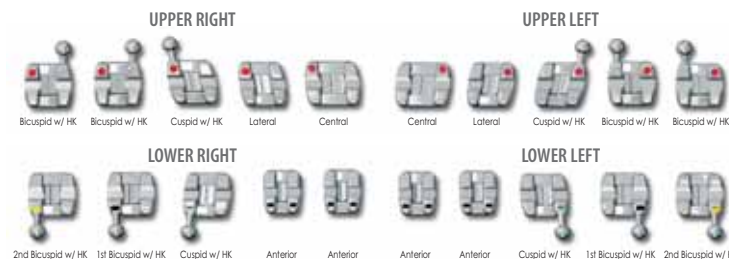 UPPER RIGHT
UPPER LEFT
Bicuspid w/ HK Bicuspid w/ HK Cuspid w/ HK Lateral Central
Central Lateral Cuspid w/ HK Bicuspid w/ HK Bicuspid w/ HK
LOWER RIGHT
LOWER LEFT
2nd Bicuspid w/ HK 1st Bicuspid w/ HK Cuspid w/ HK Anterior Anterior
Anterior Anterior Cuspid w/ HK 1st Bicuspid w/ HK 2nd Bicuspid w/